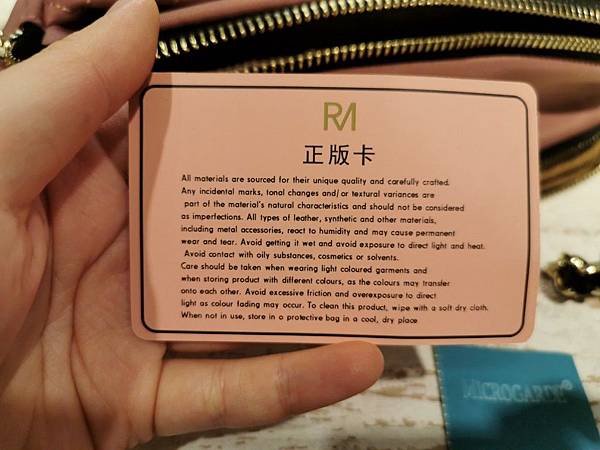 RM
正版卡
All materials are sourced for their unique quality and carefully crafted.
Any incidental marks, tonal changes and/or textural variances are
part of the material's natural characteristics and should not be considered
as imperfections. All types of leather, synthetic and other materials,
including metal accessories, react to humidity and may cause permanent
wear and tear. Avoid getting it wet and avoid exposure to direct light and heat.
Avoid contact with oily substances, cosmetics or solvents.
Care should be taken when wearing light coloured garments and
when storing product with different colours, as the colours may transfer
onto each other. Avoid excessive friction and overexposure to direct
light as colour fading may occur. To clean this product, wipe with a soft dry cloth.
When not in use, store in a protective bag in a cool, dry place
MICROGARDE®